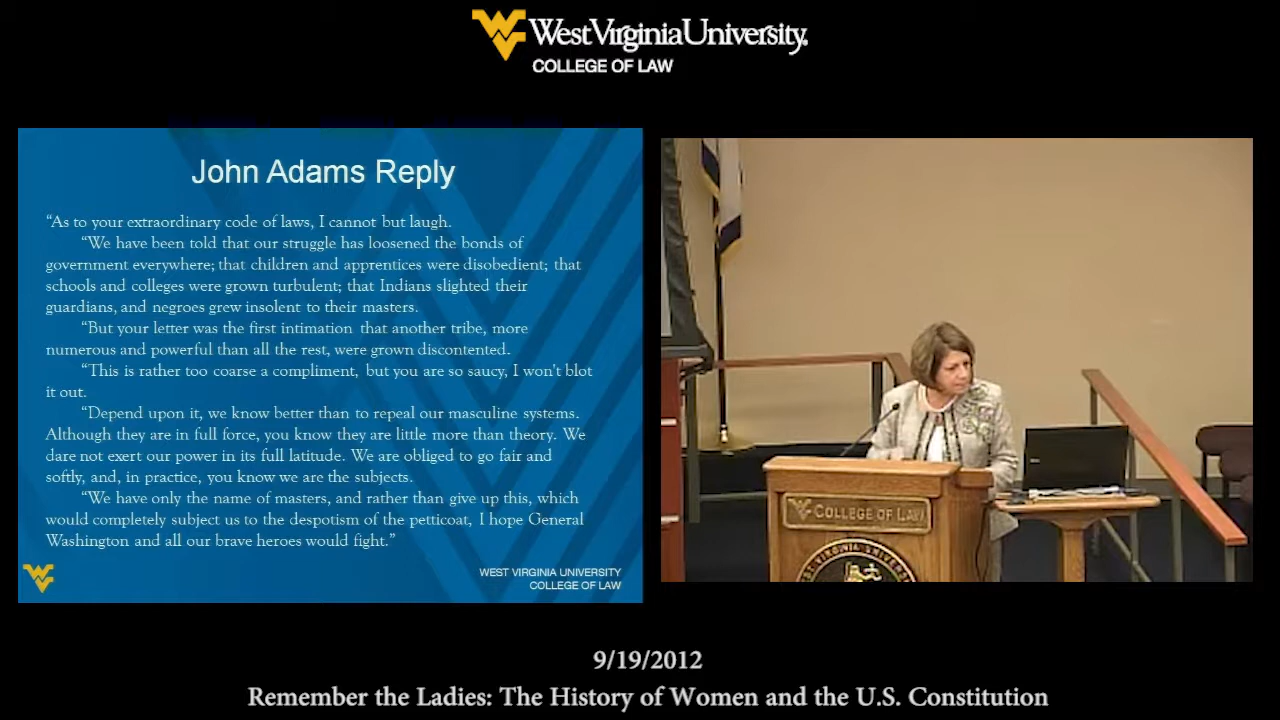 West Virginia University.
COLLEGE OF LAW
John Adams Reply
“As to your extraordinary code of laws, I cannot but laugh.
“We have been told that our struggle has loosened the bonds of
government everywhere; that children and apprentices were disobedient; that
schools and colleges were grown turbulent; that Indians slighted their
guardians, and negroes grew insolent to their masters.
“But your letter was the first intimation that another tribe, more
numerous and powerful than all the rest, were grown discontented.
“This is rather too coarse a compliment, but you are so saucy, I won't blot
it out.
“Depend upon it, we know better than to repeal our masculine systems.
Although they are in full force, you know they are little more than theory. We
dare not exert our power in its full latitude. We are obliged to go fair and
softly, and, in practice, you know we are the subjects.
“We have only the name of masters, and rather than give up this, which
would completely subject us to the despotism of the petticoat, I hope General
Washington and all our brave heroes would fight.”
WEST VIRGINIA UNIVERSITY
COLLEGE OF LAW
COLLEGE OF LAW
WEST VIRGINIA UNIVERSITY
9/19/2012
Remember the Ladies: The History of Women and the U.S. Constitution